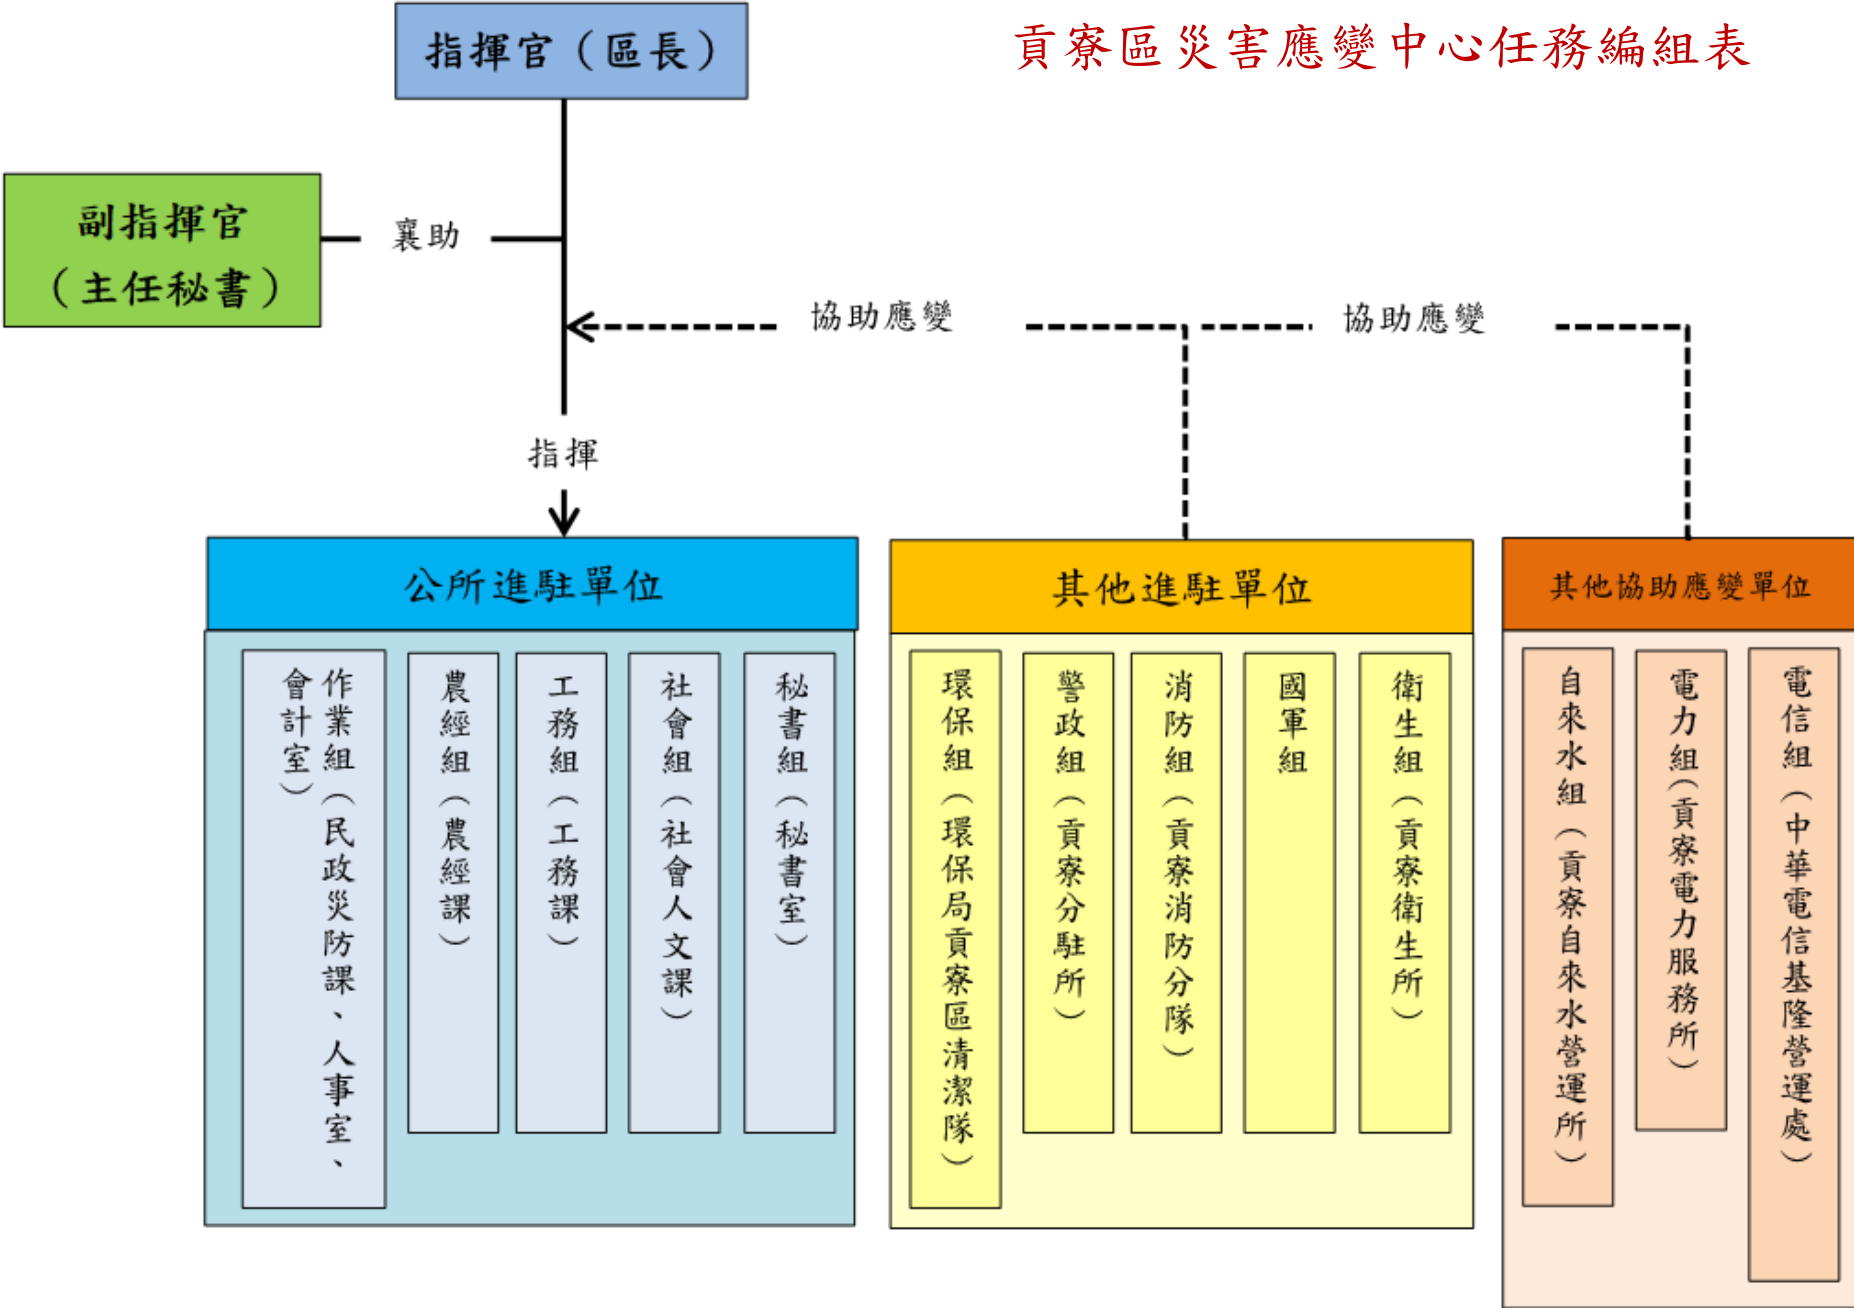 貢寮區災害應變中心任務編組表
指揮官（區長）
副指揮官
（主任秘書）
襄助
協助應變
協助應變
指揮
公所進駐單位
作業組（民政災防課、人事室、
會計室）
農經組（農經課）
工務組（工務課）
社會組（社會人文課）
秘書組（秘書室）
其他進駐單位
環保組（環保局貢寮區清潔隊）
警政組（貢寮分駐所）
消防組（貢寮消防分隊）
國軍組
衛生組（貢寮衛生所）
其他協助應變單位
自來水組（貢寮自來水營運所）
電力組（貢寮電力服務所）
電信組（中華電信基隆營運處）